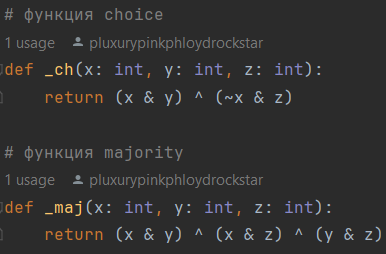 # функция choice
1 usage pluxurypinkphloydrockstar
def _ch(x: int, y: int, z: int):
    return (x & y) ^ (~x & z)
# функция majority
1 usage pluxurypinkphloydrockstar
def _maj(x: int, y: int, z: int):
    return (x & y) ^ (x & z) ^ (y & z)